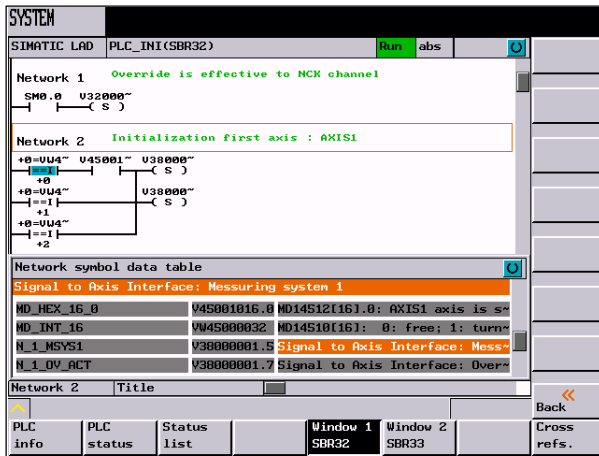 SYSTEM
SIMATIC LAD PLC_INI(SBR32) Run abs
Network 1 Override is effective to NCK channel
SM0.0 V32000~
( S )
Network 2 Initialization first axis : AXIS1
+0=VW4~ V45001~ V38000~
==I ( S )
+0
+0=VW4~ V38000~
==I ( S )
+1
+0=VW4~
==I
+2
Network symbol data table
Signal to Axis Interface: Messuring system 1
MD_HEX_16_0 V45001016.0 MD14512[16].0: AXIS1 axis is s~
MD_INT_16 VW45000032 MD14510[16]: 0: free; 1: turn~
N_1_MSYS1 V38000001.5 Signal to Axis Interface: Mess~
N_1_OV_ACT V38000001.7 Signal to Axis Interface: Over~
Network 2 Title
Back
PLC info
PLC status
Status list
Window 1 SBR32
Window 2 SBR33
Cross refs.